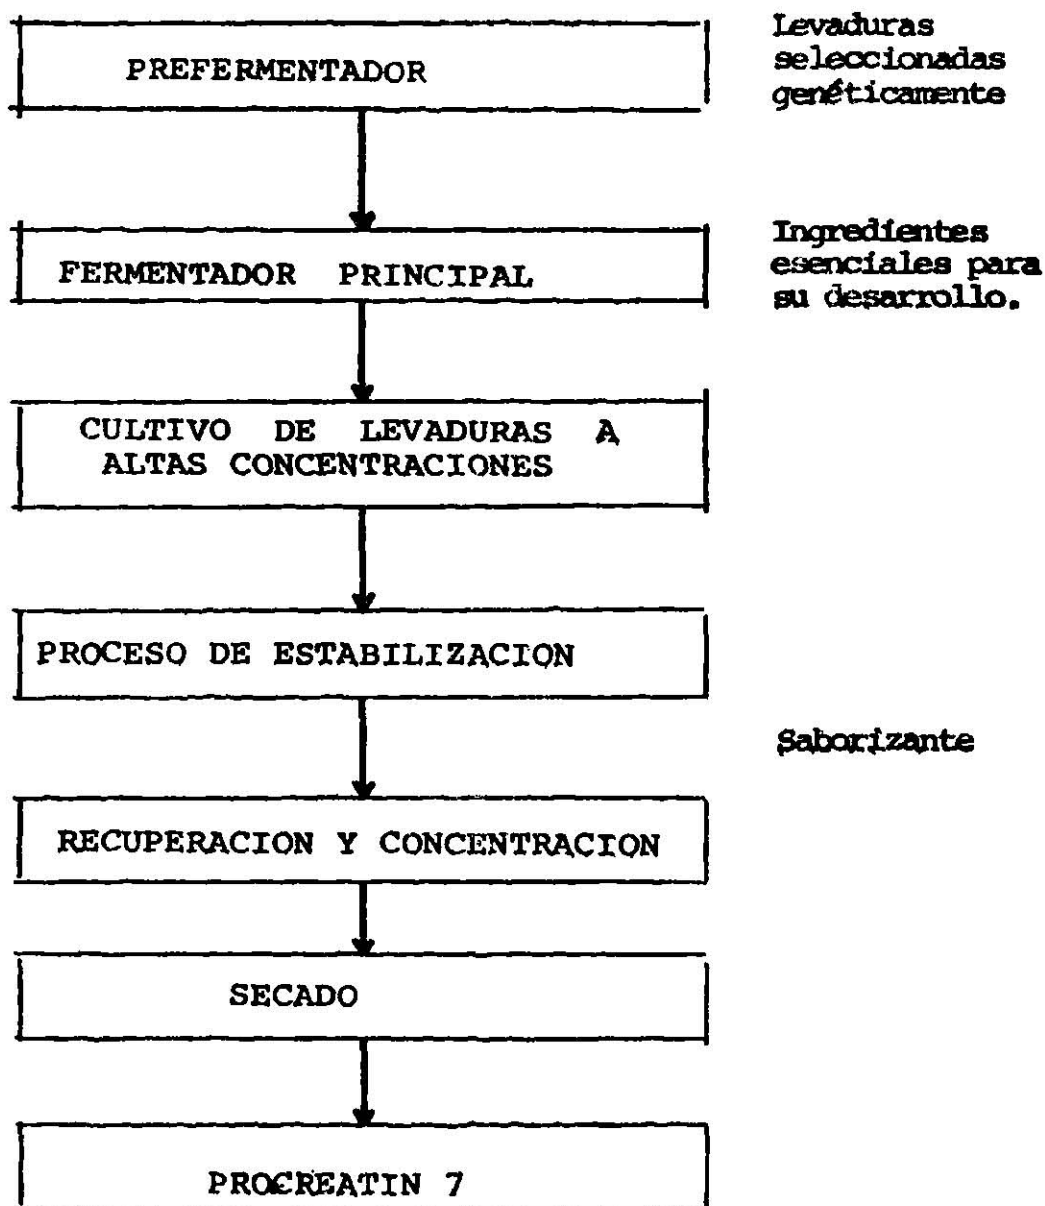 PREFERMENTADOR
Levaduras
seleccionadas
genéticamente
FERMENTADOR PRINCIPAL
Ingredientes
esenciales para
su desarrollo.
CULTIVO DE LEVADURAS A
ALTAS CONCENTRACIONES
PROCESO DE ESTABILIZACION
Saborizante
RECUPERACION Y CONCENTRACION
SECADO
PROCREATIN 7